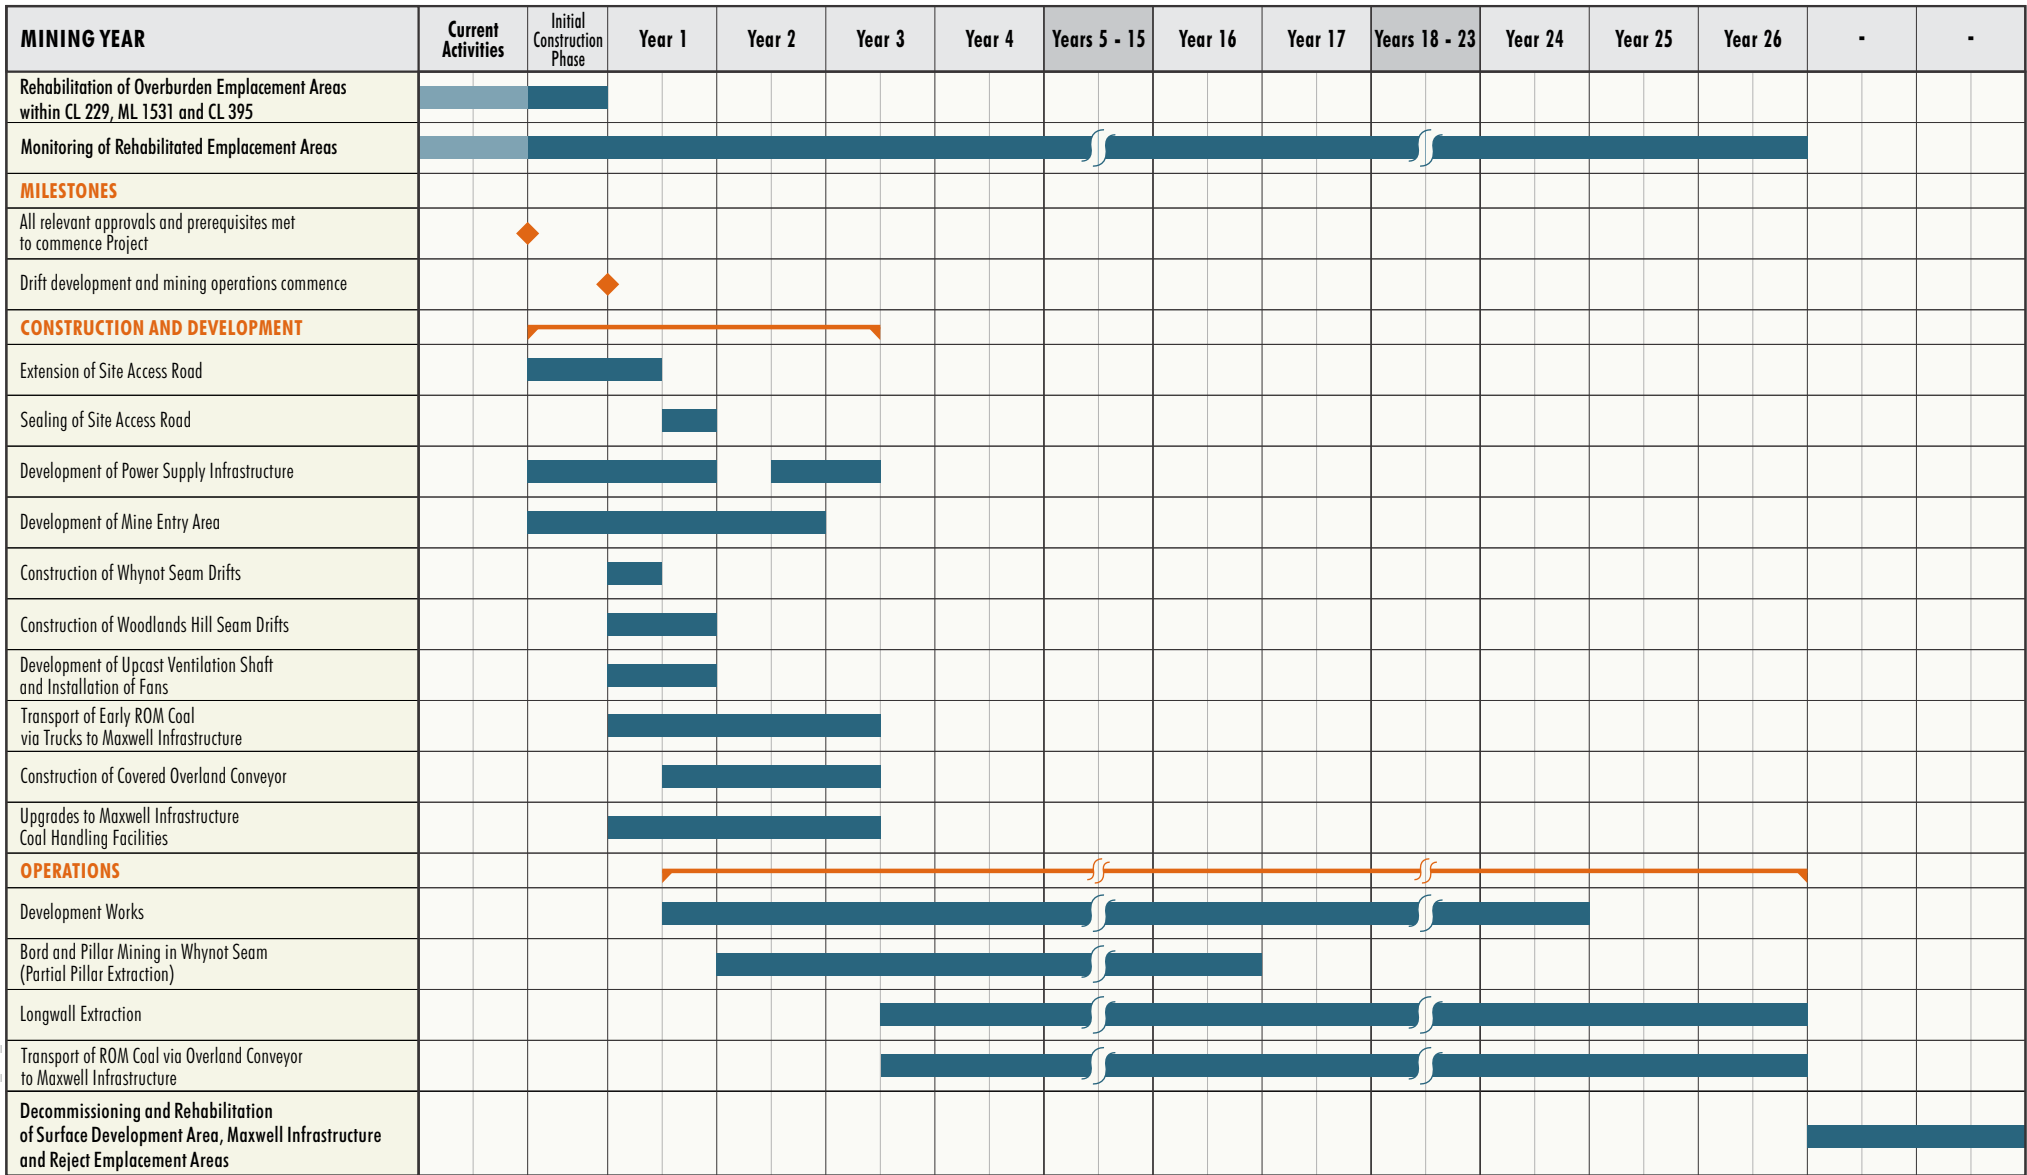 MINING YEAR
Current
Activities
Initial
Construction
Phase
Year 1
Year 2
Year 3
Year 4
Years 5 - 15
Year 16
Year 17
Years 18 - 23
Year 24
Year 25
Year 26
-
-
Rehabilitation of Overburden Emplacement Areas
within CL 229, ML 1531 and CL 395
Monitoring of Rehabilitated Emplacement Areas
MILESTONES
All relevant approvals and prerequisites met
to commence Project
Drift development and mining operations commence
CONSTRUCTION AND DEVELOPMENT
Extension of Site Access Road
Sealing of Site Access Road
Development of Power Supply Infrastructure
Development of Mine Entry Area
Construction of Whynot Seam Drifts
Construction of Woodlands Hill Seam Drifts
Development of Upcast Ventilation Shaft
and Installation of Fans
Transport of Early ROM Coal
via Trucks to Maxwell Infrastructure
Construction of Covered Overland Conveyor
Upgrades to Maxwell Infrastructure
Coal Handling Facilities
OPERATIONS
Development Works
Bord and Pillar Mining in Whynot Seam
(Partial Pillar Extraction)
Longwall Extraction
Transport of ROM Coal via Overland Conveyor
to Maxwell Infrastructure
Decommissioning and Rehabilitation
of Surface Development Area, Maxwell Infrastructure
and Reject Emplacement Areas